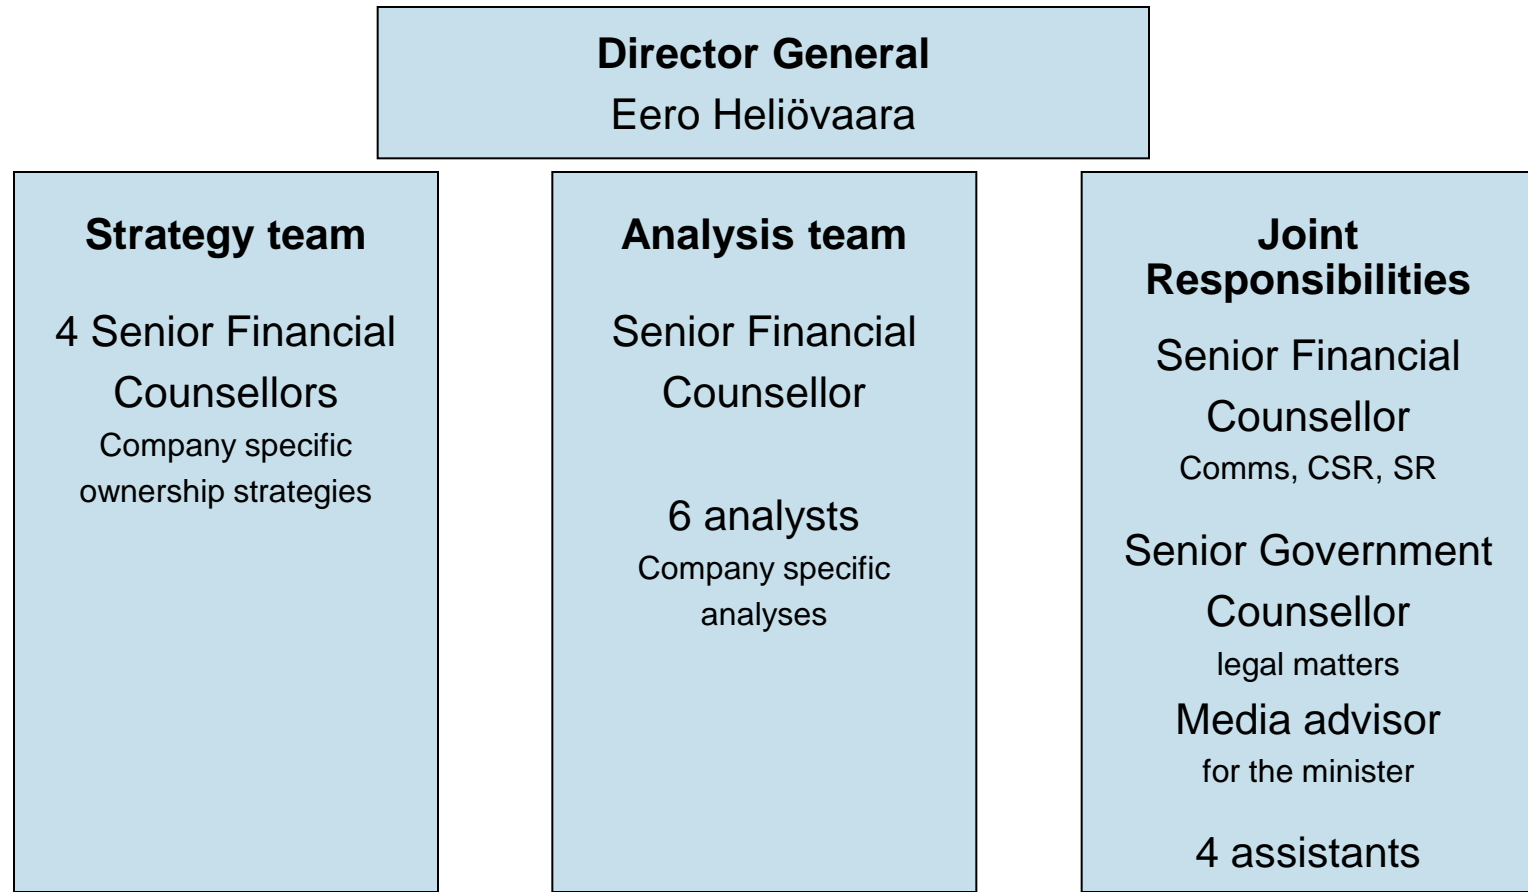 Director General
Eero Heliövaara
Strategy team
4 Senior Financial
Counsellors
Company specific
ownership strategies
Analysis team
Senior Financial
Counsellor
6 analysts
Company specific
analyses
Joint
Responsibilities
Senior Financial
Counsellor
Comms, CSR, SR
Senior Government
Counsellor
legal matters
Media advisor
for the minister
4 assistants